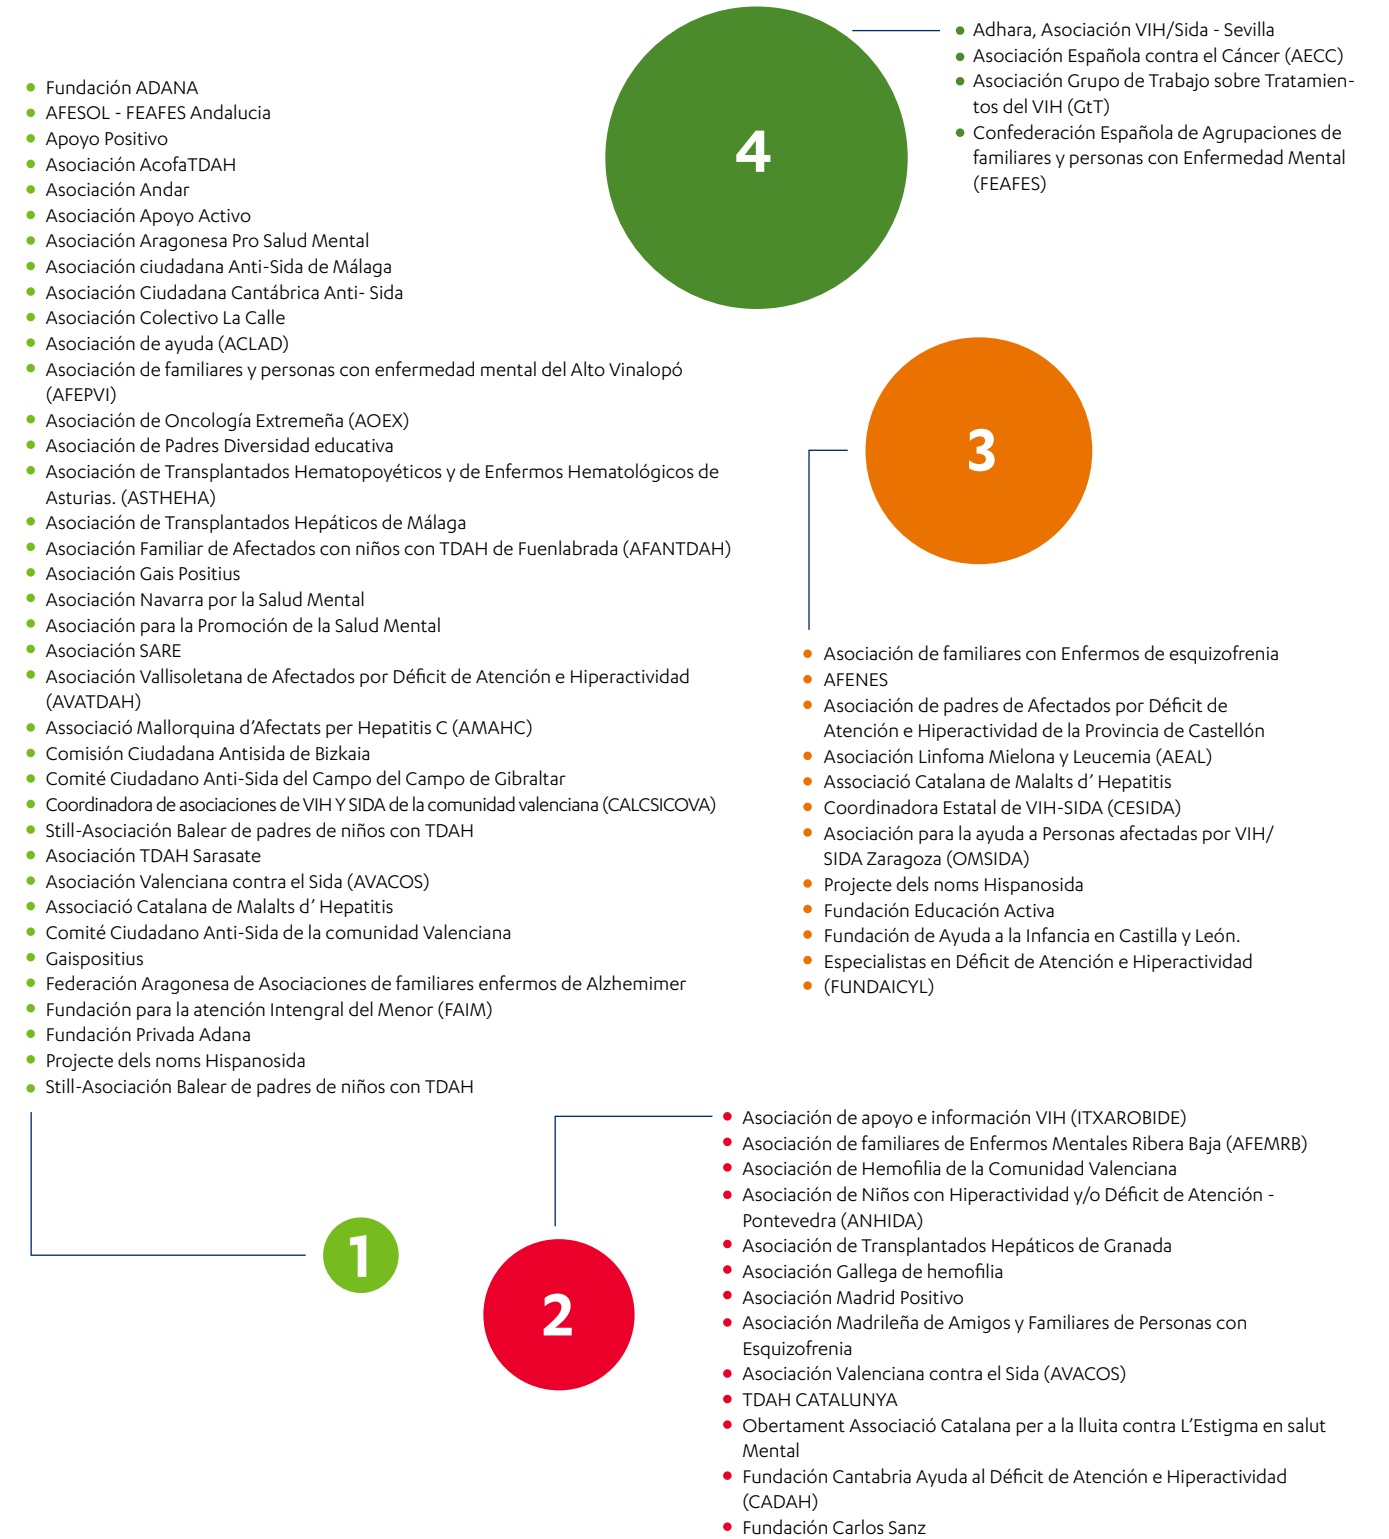 4
Adhara, Asociación VIH/Sida - Sevilla
Asociación Española contra el Cáncer (AECC)
Asociación Grupo de Trabajo sobre Tratamien-
tos del VIH (GtT)
Confederación Española de Agrupaciones de
familiares y personas con Enfermedad Mental
(FEAFES)
Fundación ADANA
AFESOL - FEAFES Andalucia
Apoyo Positivo
Asociación AcofaTDAH
Asociación Andar
Asociación Apoyo Activo
Asociación Aragonesa Pro Salud Mental
Asociación ciudadana Anti-Sida de Málaga
Asociación Ciudadana Cantábrica Anti- Sida
Asociación Colectivo La Calle
Asociación de ayuda (ACLAD)
Asociación de familiares y personas con enfermedad mental del Alto Vinalopó
(AFEPVI)
Asociación de Oncología Extremeña (AOEX)
Asociación de Padres Diversidad educativa
Asociación de Transplantados Hematopoyéticos y de Enfermos Hematológicos de
Asturias. (ASTHEHA)
Asociación de Transplantados Hepáticos de Málaga
Asociación Familiar de Afectados con niños con TDAH de Fuenlabrada (AFANTDAH)
Asociación Gais Positius
Asociación Navarra por la Salud Mental
Asociación para la Promoción de la Salud Mental
Asociación SARE
Asociación Vallisoletana de Afectados por Déficit de Atención e Hiperactividad
(AVATDAH)
Associació Mallorquina d'Afectats per Hepatitis C (AMAHC)
Comisión Ciudadana Antisida de Bizkaia
Comité Ciudadano Anti-Sida del Campo del Campo de Gibraltar
Coordinadora de asociaciones de VIH Y SIDA de la comunidad valenciana (CALCSICOVA)
Still-Asociación Balear de padres de niños con TDAH
Asociación TDAH Sarasate
Asociación Valenciana contra el Sida (AVACOS)
Associació Catalana de Malalts d' Hepatitis
Comité Ciudadano Anti-Sida de la comunidad Valenciana
Gaispositius
Federación Aragonesa de Asociaciones de familiares enfermos de Alzhemimer
Fundación para la atención Intengral del Menor (FAIM)
Fundación Privada Adana
Projecte dels noms Hispanosida
Still-Asociación Balear de padres de niños con TDAH
3
Asociación de familiares con Enfermos de esquizofrenia
AFENES
Asociación de padres de Afectados por Déficit de
Atención e Hiperactividad de la Provincia de Castellón
Asociación Linfoma Mielona y Leucemia (AEAL)
Associació Catalana de Malalts d' Hepatitis
Coordinadora Estatal de VIH-SIDA (CESIDA)
Asociación para la ayuda a Personas afectadas por VIH/
SIDA Zaragoza (OMSIDA)
Projecte dels noms Hispanosida
Fundación Educación Activa
Fundación de Ayuda a la Infancia en Castilla y León.
Especialistas en Déficit de Atención e Hiperactividad
(FUNDAICYL)
1
2
Asociación de apoyo e información VIH (ITXAROBIDE)
Asociación de familiares de Enfermos Mentales Ribera Baja (AFEMRB)
Asociación de Hemofilia de la Comunidad Valenciana
Asociación de Niños con Hiperactividad y/o Déficit de Atención -
Pontevedra (ANHIDA)
Asociación de Transplantados Hepáticos de Granada
Asociación Gallega de hemofilia
Asociación Madrid Positivo
Asociación Madrileña de Amigos y Familiares de Personas con
Esquizofrenia
Asociación Valenciana contra el Sida (AVACOS)
TDAH CATALUNYA
Obertament Associació Catalana per a la lluita contra L'Estigma en salut
Mental
Fundación Cantabria Ayuda al Déficit de Atención e Hiperactividad
(CADAH)
Fundación Carlos Sanz